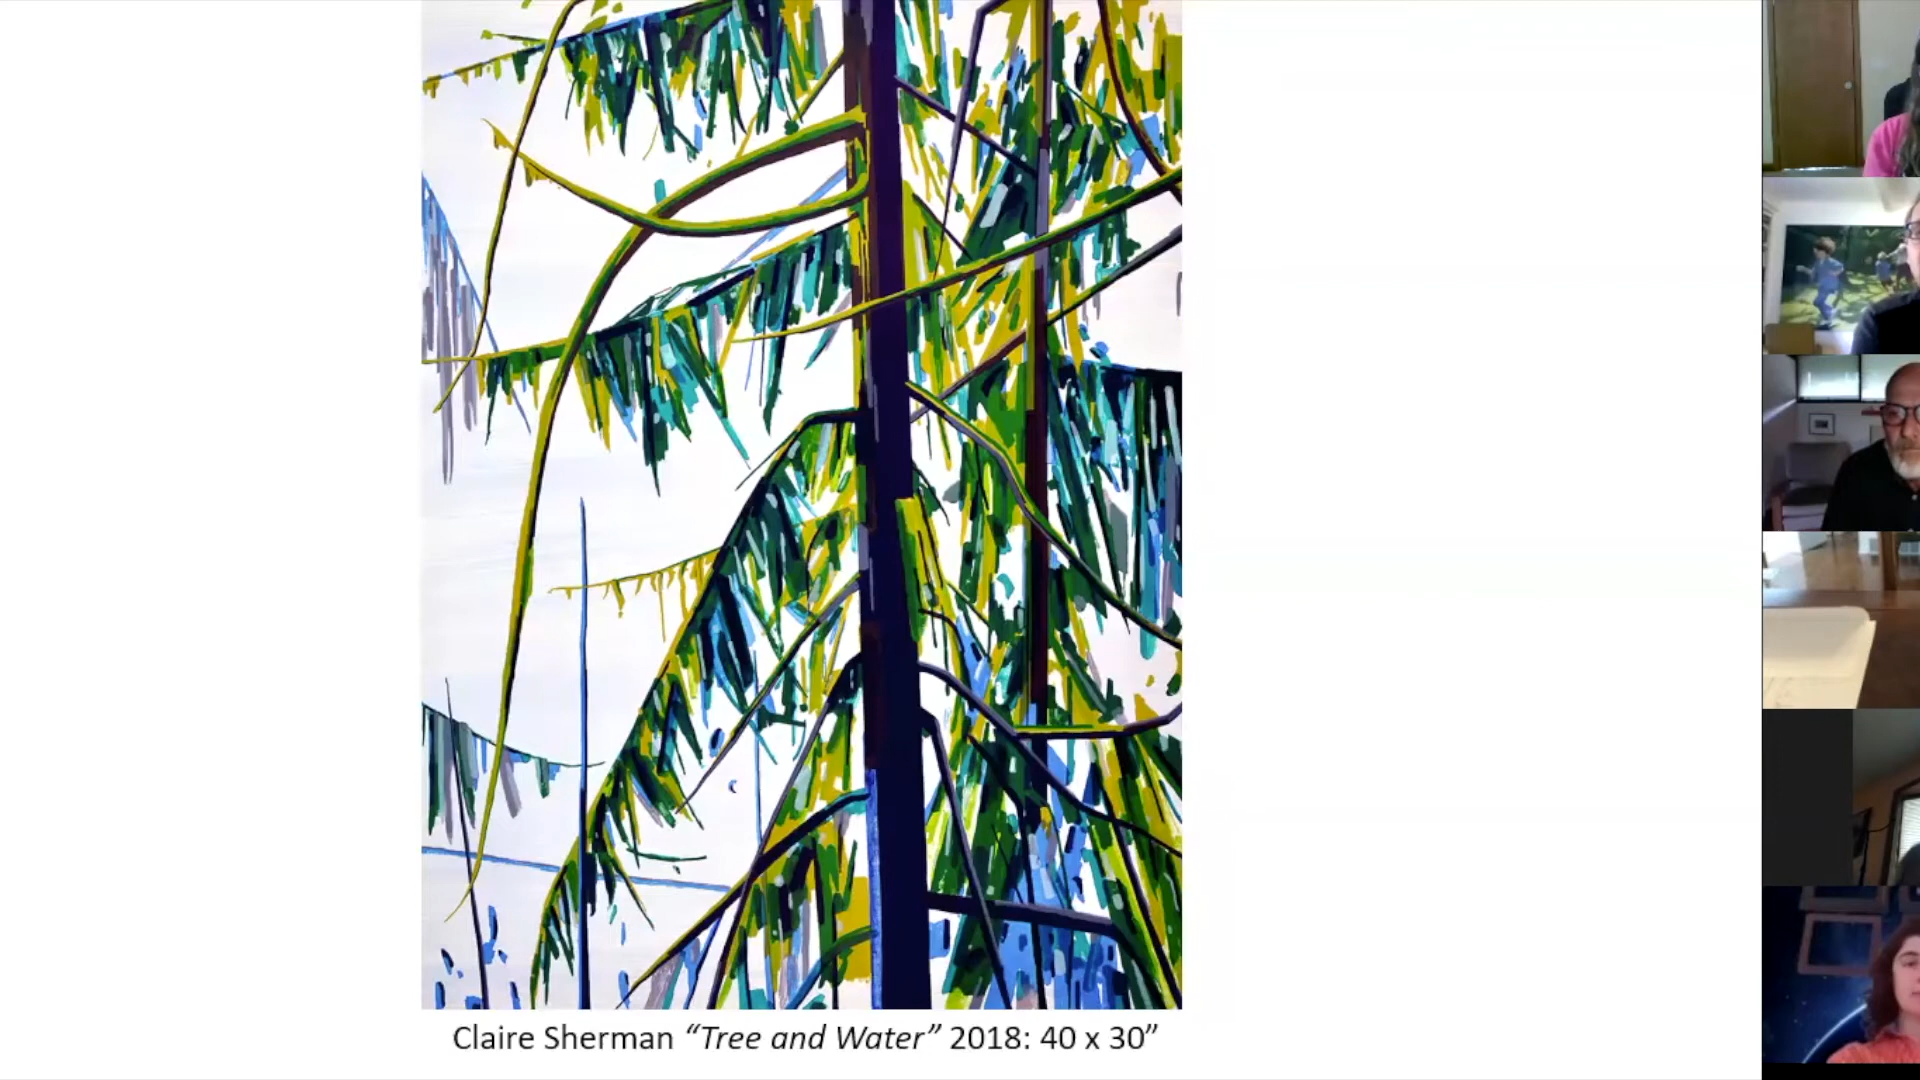 Claire Sherman “Tree and Water” 2018: 40 x 30”